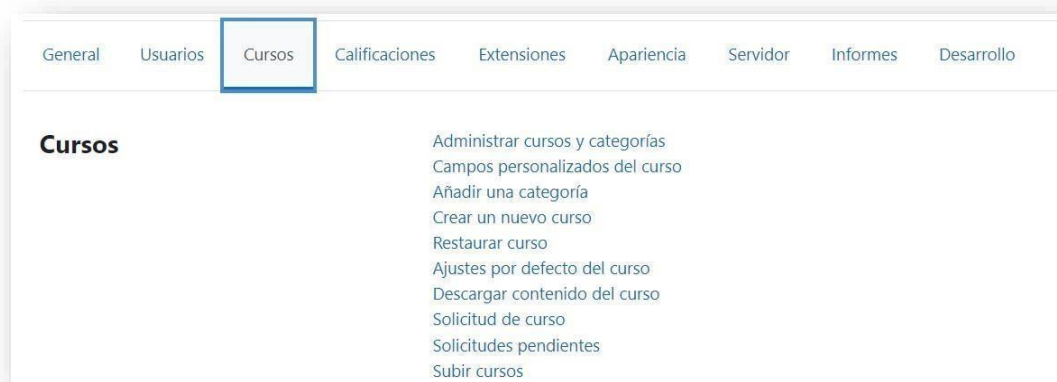 General Usuarios Cursos Calificaciones Extensiones Apariencia Servidor Informes Desarrollo
Cursos
Administrar cursos y categorías
Campos personalizados del curso
Añadir una categoría
Crear un nuevo curso
Restaurar curso
Ajustes por defecto del curso
Descargar contenido del curso
Solicitud de curso
Solicitudes pendientes
Subir cursos